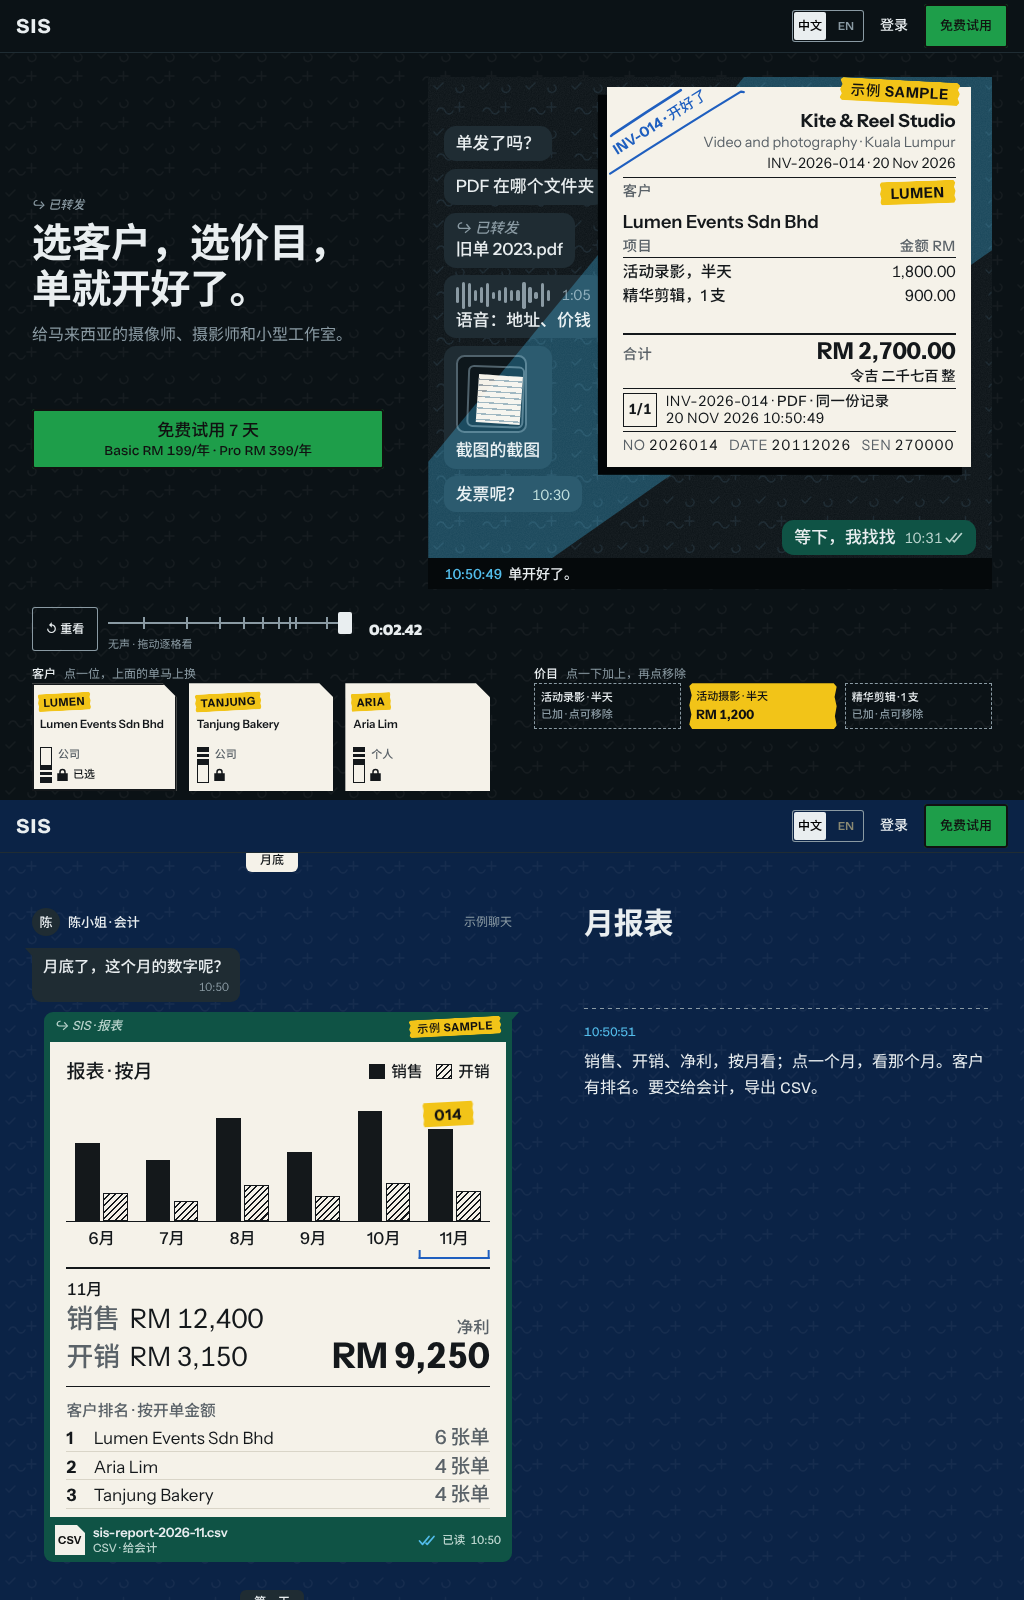 SIS
中文 EN 登录 免费试用
已转发
选客户，选价目，
单就开好了。
给马来西亚的摄像师、摄影师和小型工作室。
免费试用 7 天
Basic RM 199/年 · Pro RM 399/年
单发了吗？
PDF 在哪个文件夹
已转发
旧单 2023.pdf
1:05
语音：地址、价钱
截图的截图
发票呢？ 10:30
INV-014 · 开好了
示例 SAMPLE
Kite & Reel Studio
Video and photography · Kuala Lumpur
INV-2026-014 · 20 Nov 2026
客户 LUMEN
Lumen Events Sdn Bhd
项目 金额 RM
活动录影，半天 1,800.00
精华剪辑，1 支 900.00
合计 RM 2,700.00
令吉 二千七百 整
1/1 INV-2026-014 · PDF · 同一份记录
20 NOV 2026 10:50:49
NO 2026014 DATE 20112026 SEN 270000
等下，我找找 10:31
10:50:49 单开好了。
重看
无声 · 拖动逐格看
0:02.42
客户 点一位，上面的单马上换
LUMEN
Lumen Events Sdn Bhd
公司
已选
TANJUNG
Tanjung Bakery
公司
ARIA
Aria Lim
个人
价目 点一下加上，再点移除
活动录影 · 半天
已加 · 点可移除
活动摄影 · 半天
RM 1,200
精华剪辑 · 1 支
已加 · 点可移除
SIS
中文 EN 登录 免费试用
月底
陈 陈小姐 · 会计 示例聊天
月底了，这个月的数字呢？
10:50
SIS · 报表
示例 SAMPLE
报表 · 按月 销售 开销
014
6月 7月 8月 9月 10月 11月
11月
销售 RM 12,400
开销 RM 3,150
净利
RM 9,250
客户排名 · 按开单金额
1 Lumen Events Sdn Bhd 6 张单
2 Aria Lim 4 张单
3 Tanjung Bakery 4 张单
CSV sis-report-2026-11.csv
CSV · 给会计
已读 10:50
月报表
10:50:51
销售、开销、净利，按月看；点一个月，看那个月。客户
有排名。要交给会计，导出 CSV。